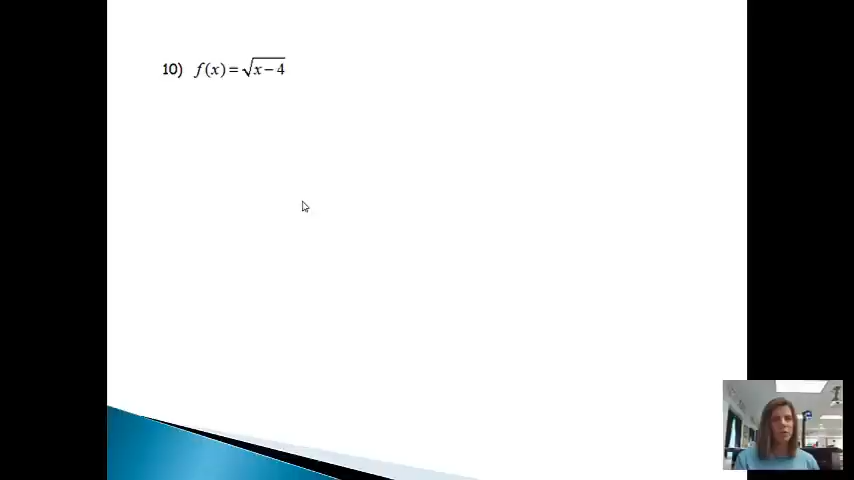 10) f(x) = √x − 4